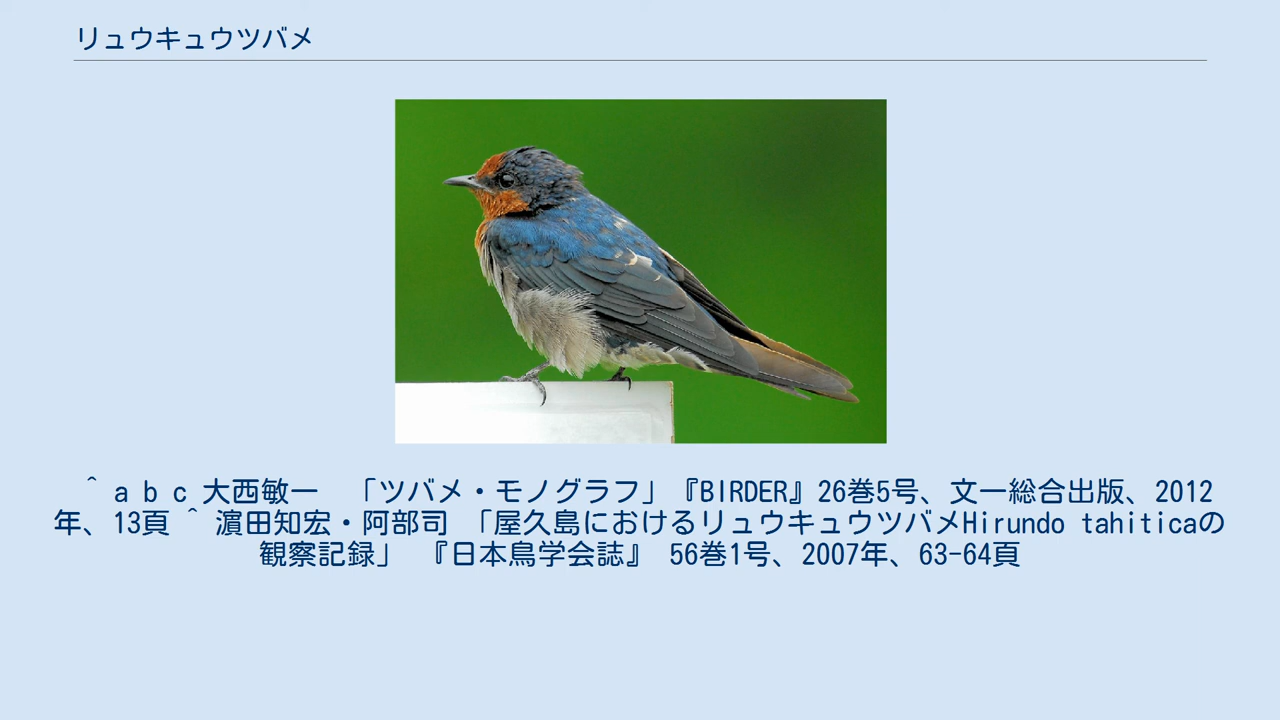 リュウキュウツバメ
^ a b c 大西敏一　「ツバメ・モノグラフ」『BIRDER』26巻5号、文一総合出版、2012
年、13頁 ^ 濵田知宏・阿部司　「屋久島におけるリュウキュウツバメHirundo tahiticaの
観察記録」　『日本鳥学会誌』　56巻1号、2007年、63-64頁